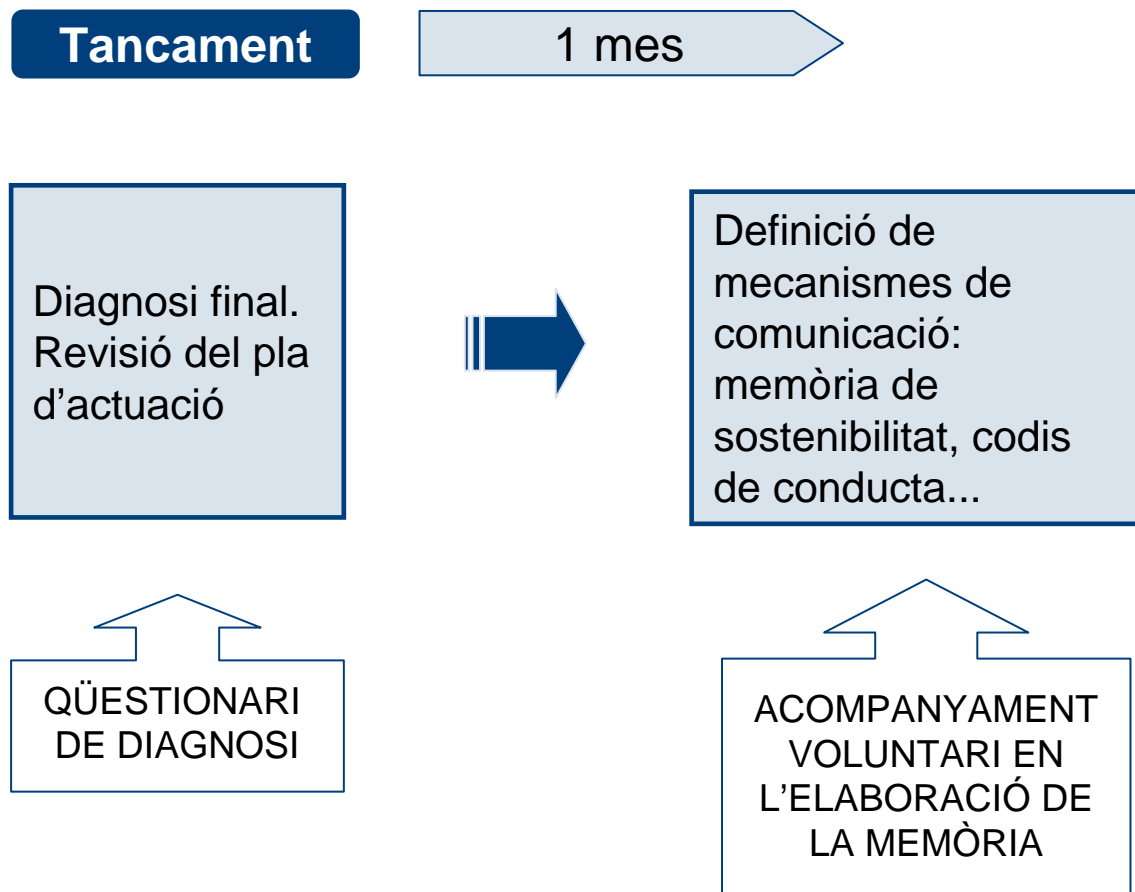 Tancament
1 mes
Diagnosi final.
Revisió del pla
d’actuació
Definició de
mecanismes de
comunicació:
memòria de
sostenibilitat, codis
de conducta...
QÜESTIONARI
DE DIAGNOSI
ACOMPANYAMENT
VOLUNTARI EN
L’ELABORACIÓ DE
LA MEMÒRIA